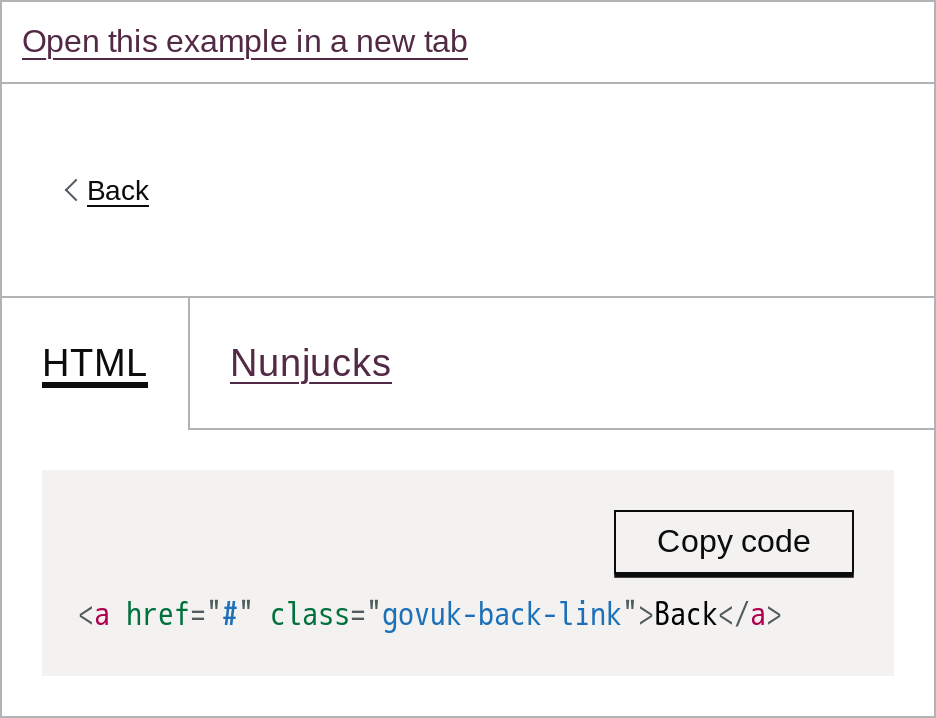 Open this example in a new tab
Back
HTML Nunjucks
Copy code
<a href="#" class="govuk-back-link">Back</a>